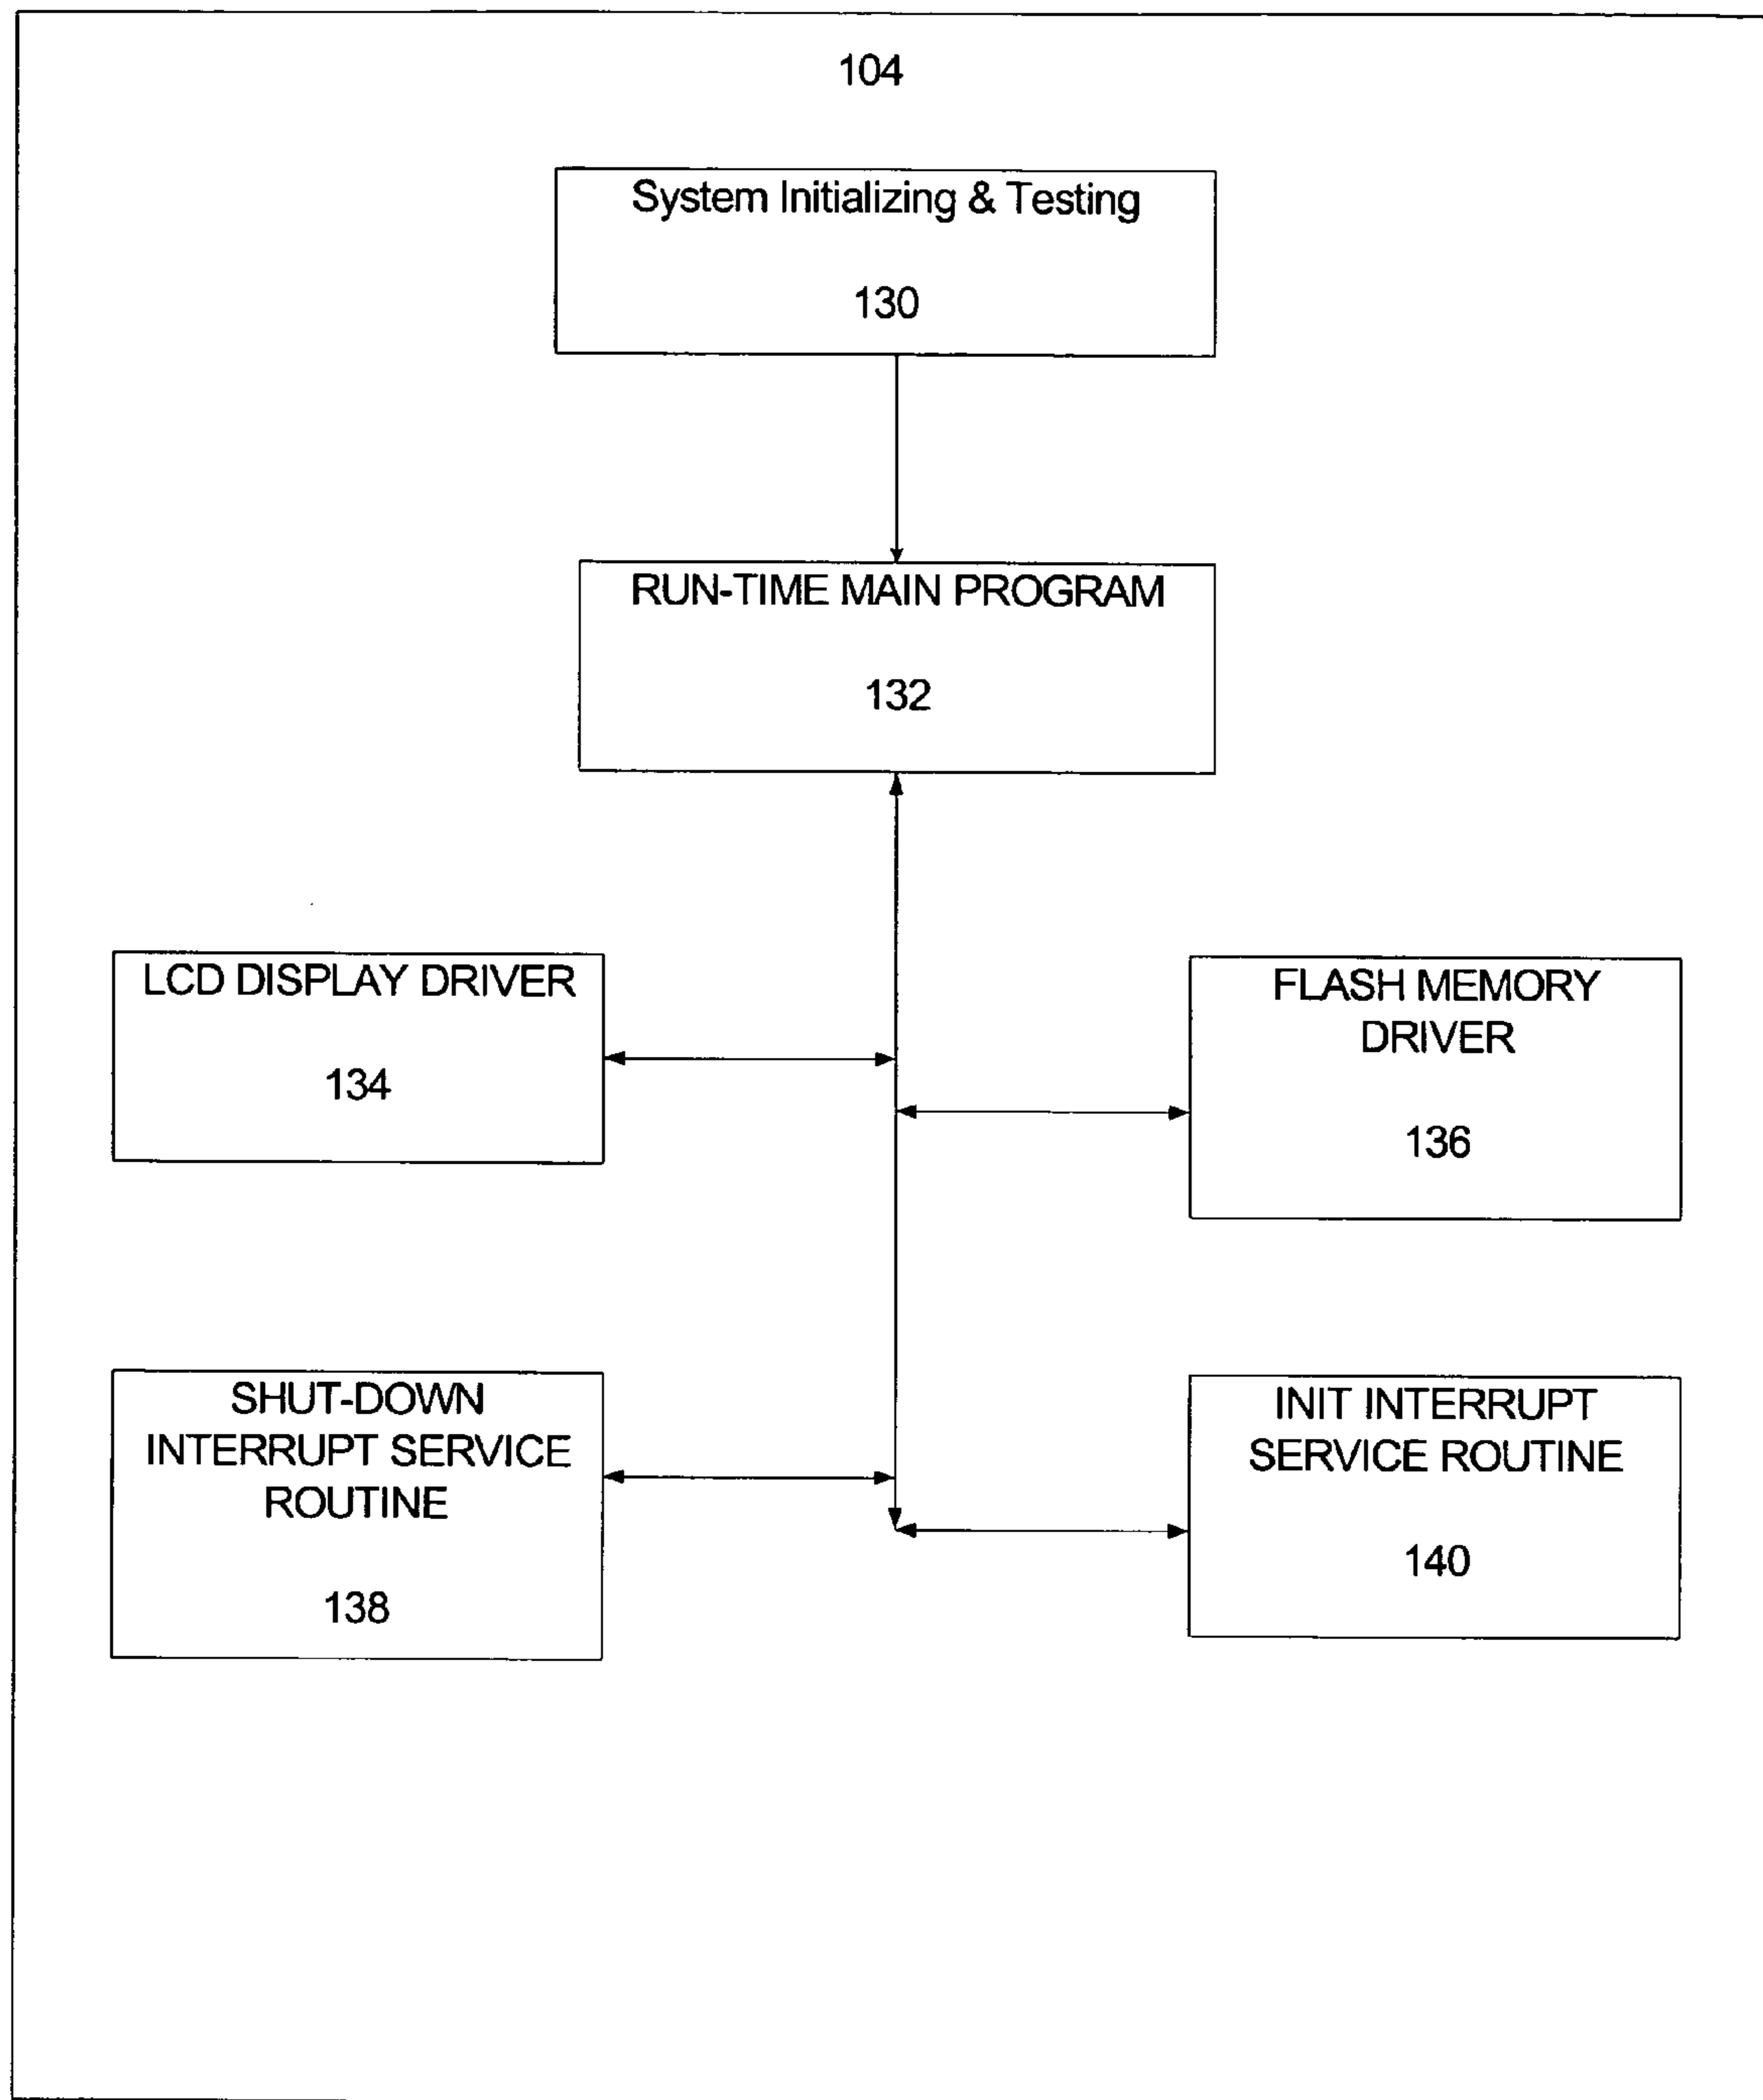 104
System Initializing & Testing
130
RUN-TIME MAIN PROGRAM
132
LCD DISPLAY DRIVER
134
FLASH MEMORY
DRIVER
136
SHUT-DOWN
INTERRUPT SERVICE
ROUTINE
138
INIT INTERRUPT
SERVICE ROUTINE
140